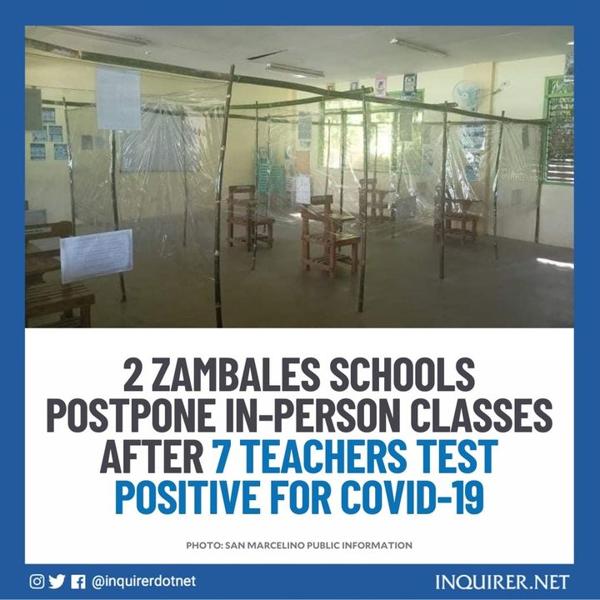 2 ZAMBALES SCHOOLS
POSTPONE IN-PERSON CLASSES
AFTER 7 TEACHERS TEST
POSITIVE FOR COVID-19
PHOTO: SAN MARCELINO PUBLIC INFORMATION
@inquirerdotnet
INQUIRER.NET